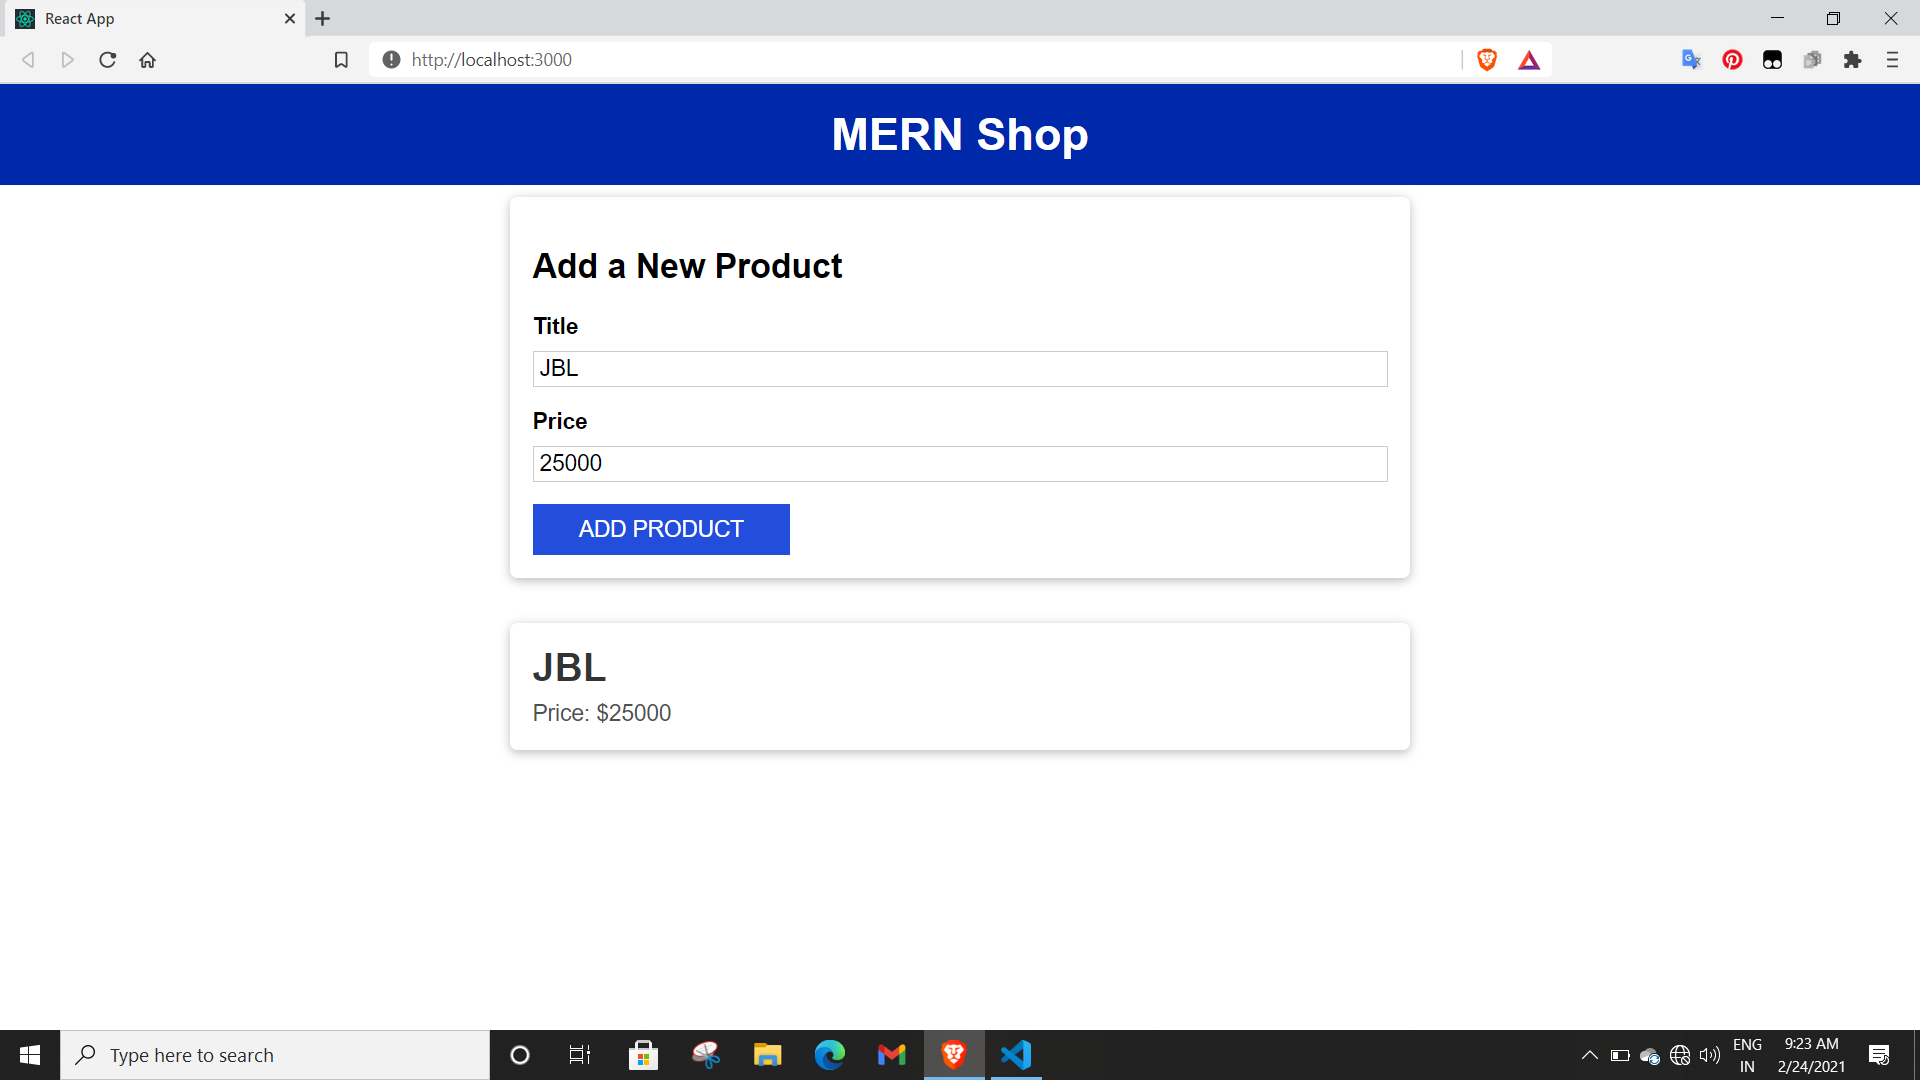 React App
http://localhost:3000
MERN Shop
Add a New Product
Title
JBL
Price
25000
ADD PRODUCT
JBL
Price: $25000
Type here to search
ENG
IN
9:23 AM
2/24/2021